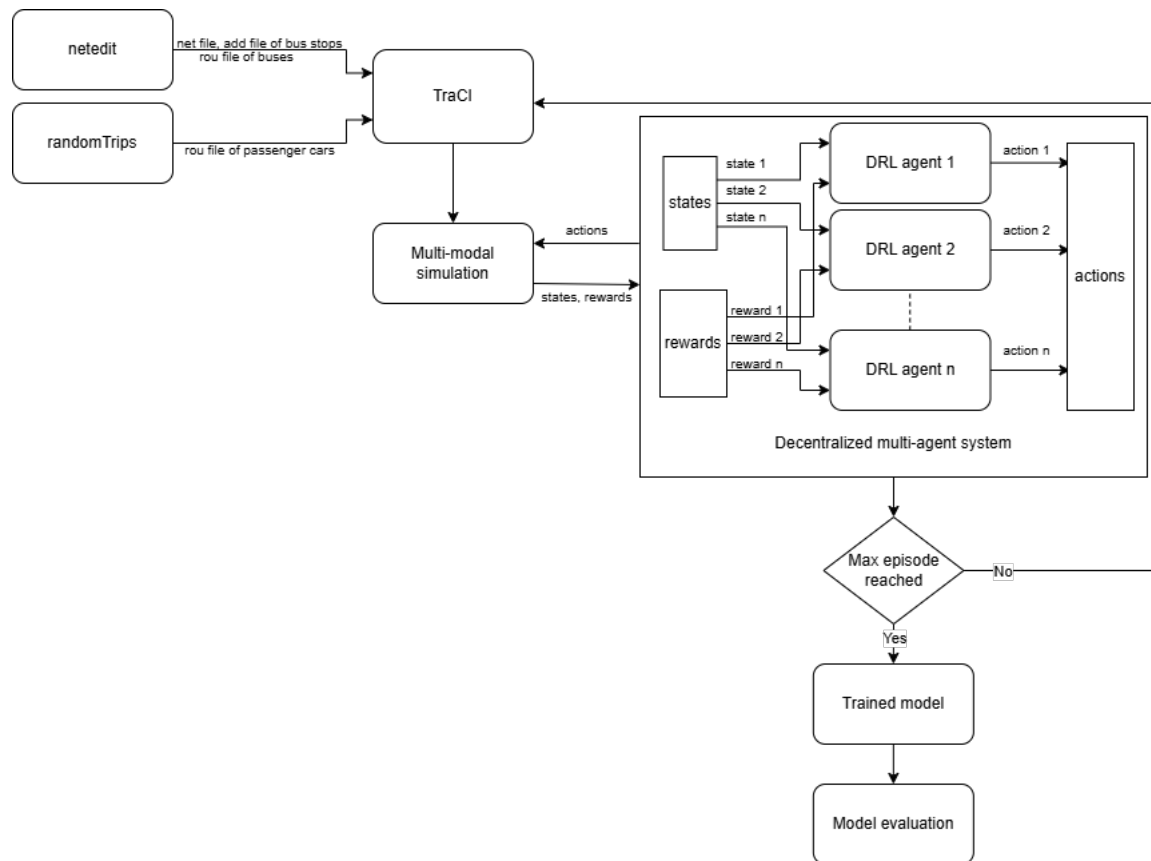 netedit
net file, add file of bus stops
rou file of buses
TraCI
randomTrips
rou file of passenger cars
Multi-modal
simulation
actions
states, rewards
states
state 1
state 2
state n
rewards
reward 1
reward 2
reward n
DRL agent 1
DRL agent 2
DRL agent n
action 1
action 2
action n
actions
Decentralized multi-agent system
Max episode
reached
No
Yes
Trained model
Model evaluation